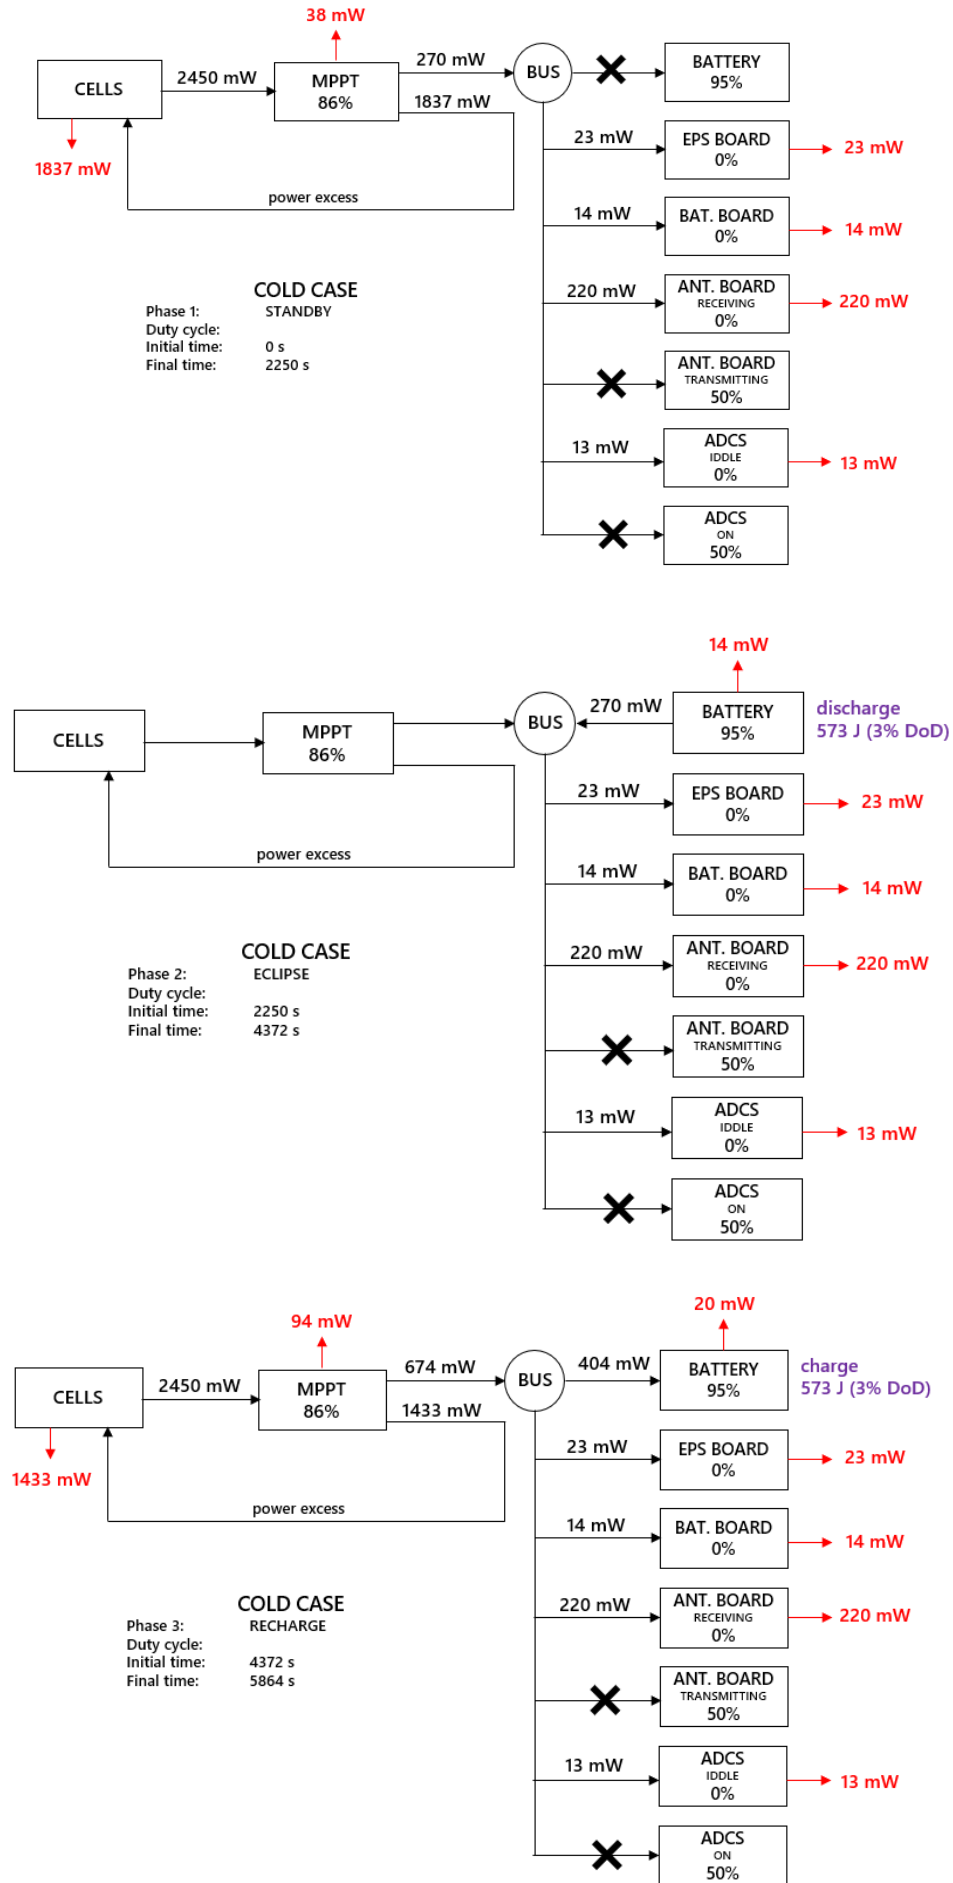 38 mW
CELLS
2450 mW
MPPT
86%
270 mW
1837 mW
BUS
BATTERY
95%
1837 mW
power excess
23 mW
EPS BOARD
0%
23 mW
14 mW
BAT. BOARD
0%
14 mW
220 mW
ANT. BOARD
RECEIVING
0%
220 mW
ANT. BOARD
TRANSMITTING
50%
13 mW
ADCS
IDDLE
0%
13 mW
ADCS
ON
50%
COLD CASE
Phase 1: STANDBY
Duty cycle:
Initial time: 0 s
Final time: 2250 s
14 mW
CELLS
MPPT
86%
BUS
270 mW
BATTERY
95%
discharge
573 J (3% DoD)
power excess
23 mW
EPS BOARD
0%
23 mW
14 mW
BAT. BOARD
0%
14 mW
220 mW
ANT. BOARD
RECEIVING
0%
220 mW
ANT. BOARD
TRANSMITTING
50%
13 mW
ADCS
IDDLE
0%
13 mW
ADCS
ON
50%
COLD CASE
Phase 2: ECLIPSE
Duty cycle:
Initial time: 2250 s
Final time: 4372 s
94 mW
20 mW
CELLS
2450 mW
MPPT
86%
674 mW
1433 mW
BUS
404 mW
BATTERY
95%
charge
573 J (3% DoD)
1433 mW
power excess
23 mW
EPS BOARD
0%
23 mW
14 mW
BAT. BOARD
0%
14 mW
220 mW
ANT. BOARD
RECEIVING
0%
220 mW
ANT. BOARD
TRANSMITTING
50%
13 mW
ADCS
IDDLE
0%
13 mW
ADCS
ON
50%
COLD CASE
Phase 3: RECHARGE
Duty cycle:
Initial time: 4372 s
Final time: 5864 s